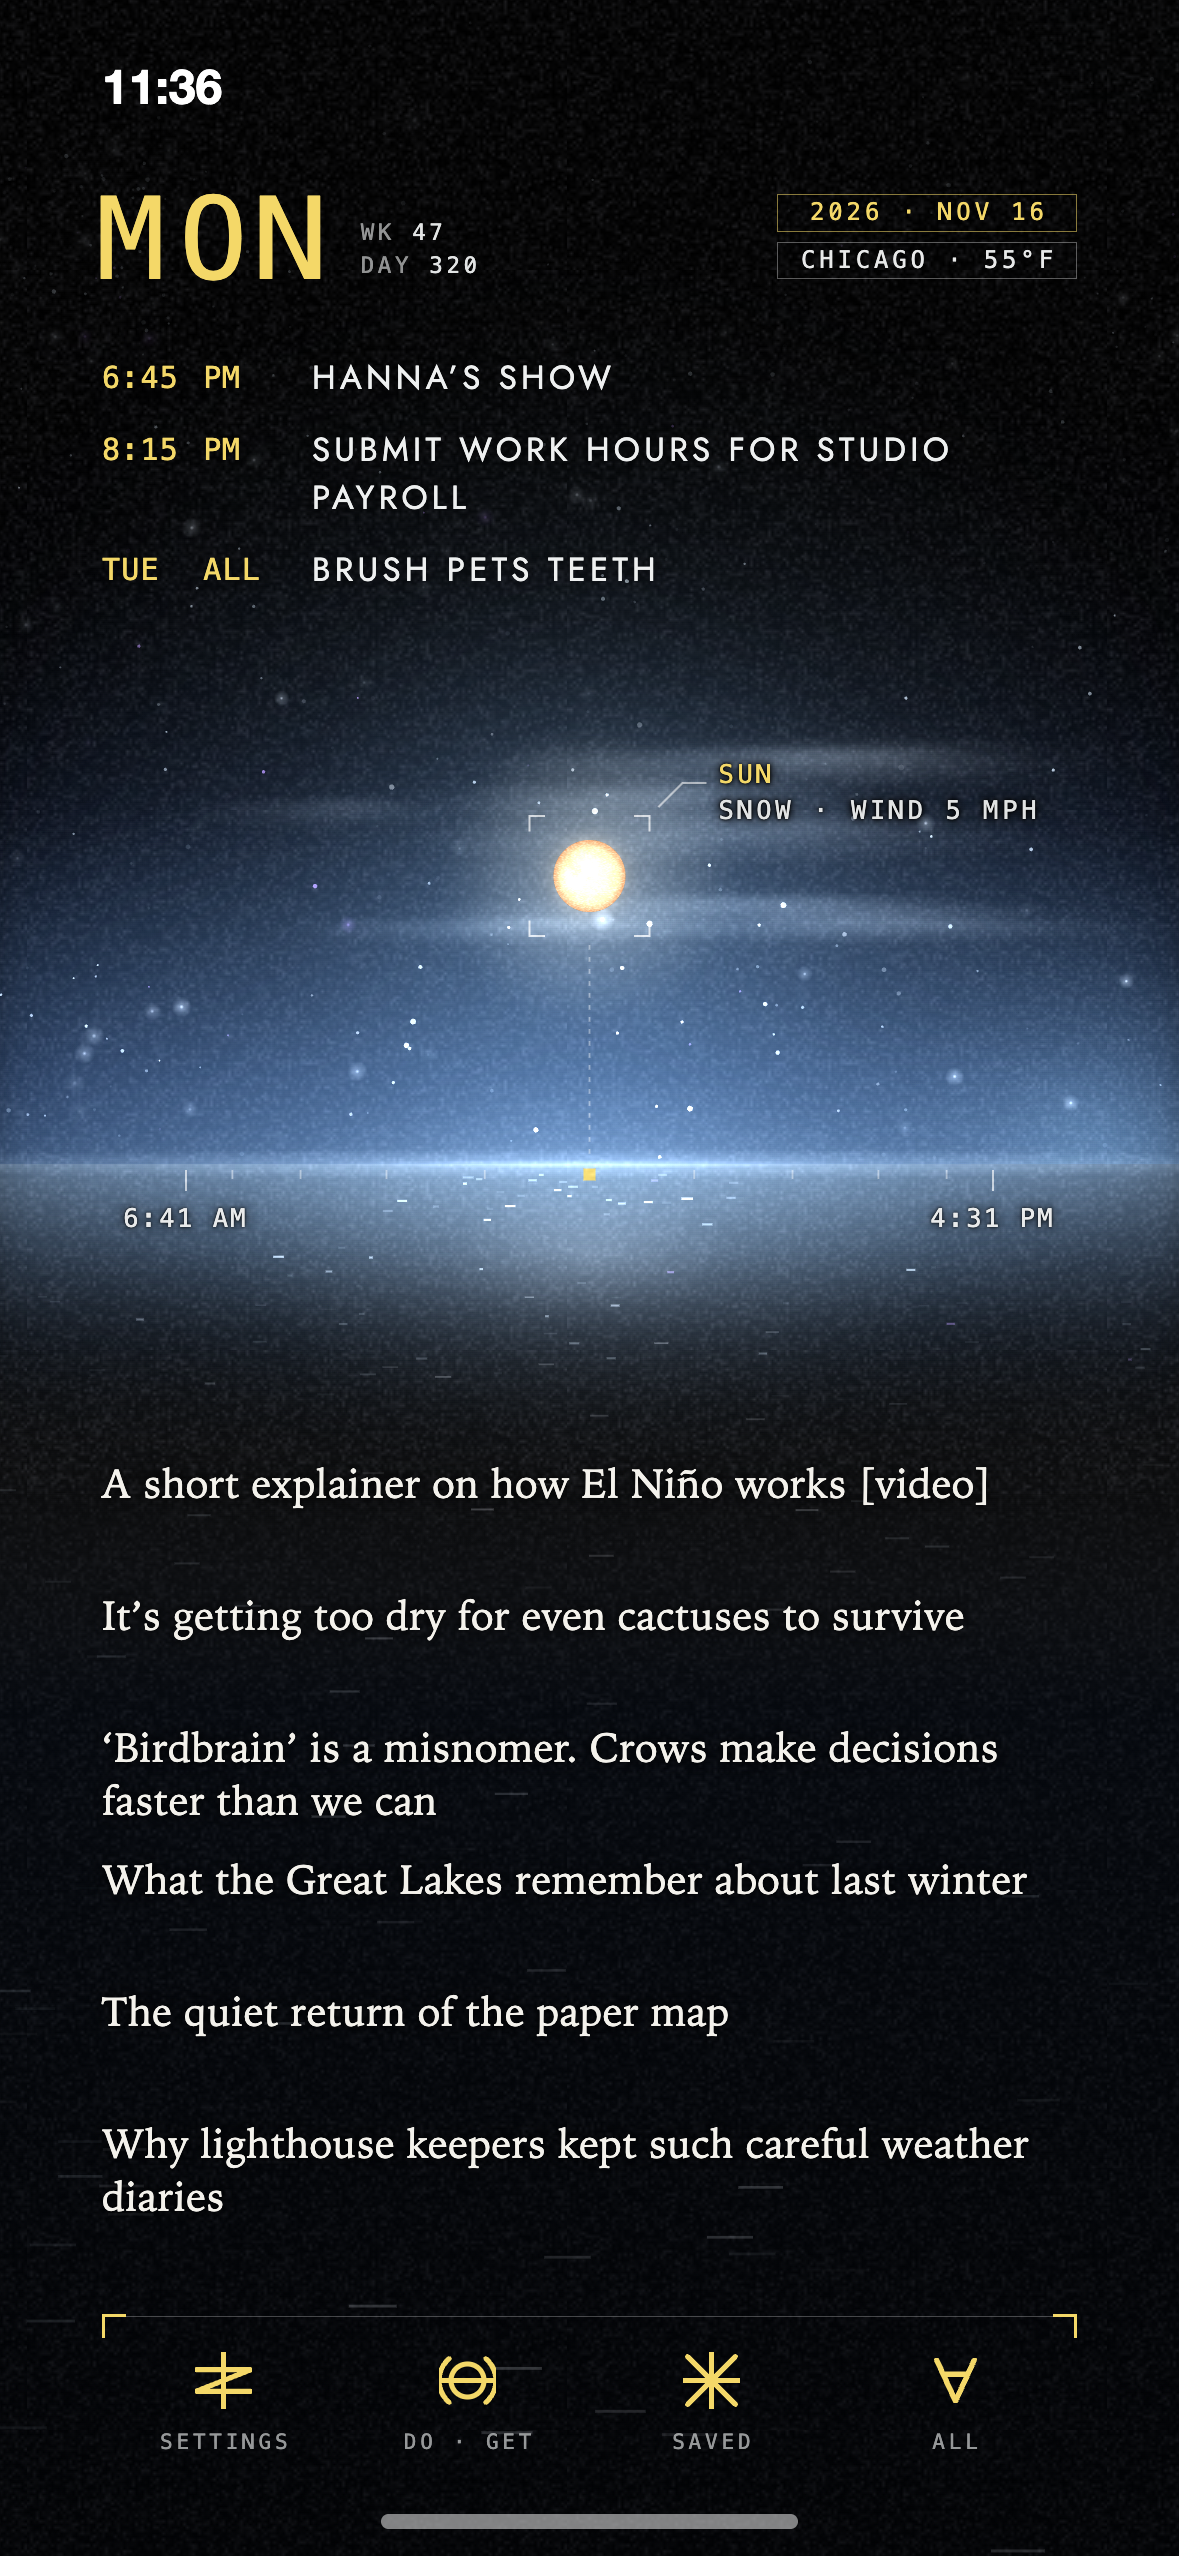 11:36
MON
WK 47
DAY 320
2026 · NOV 16
CHICAGO · 55°F
6:45 PM HANNA’S SHOW
8:15 PM SUBMIT WORK HOURS FOR STUDIO
PAYROLL
TUE ALL BRUSH PETS TEETH
SUN
SNOW · WIND 5 MPH
6:41 AM
4:31 PM
A short explainer on how El Niño works [video]
It’s getting too dry for even cactuses to survive
‘Birdbrain’ is a misnomer. Crows make decisions
faster than we can
What the Great Lakes remember about last winter
The quiet return of the paper map
Why lighthouse keepers kept such careful weather
diaries
SETTINGS
DO · GET
SAVED
ALL